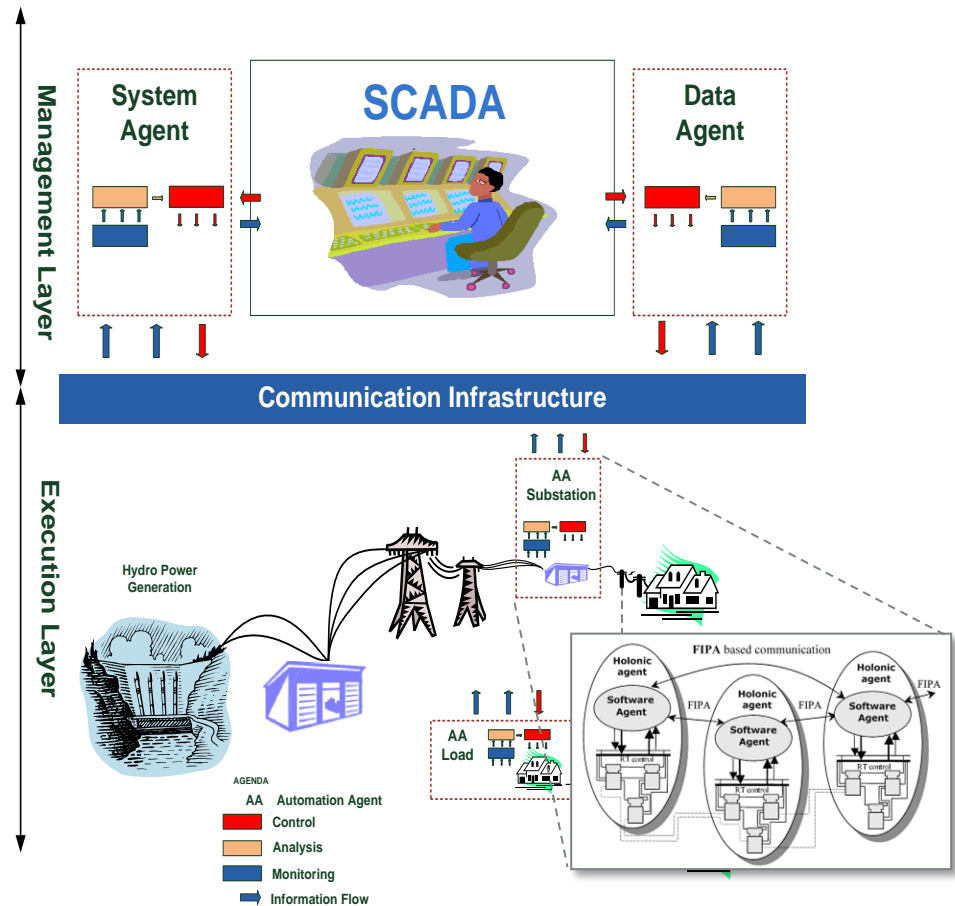 Management Layer
System
Agent
SCADA
Data
Agent
Communication Infrastructure
Execution Layer
AA
Substation
Hydro Power
Generation
AA
Load
FIPA based communication
Holonic
agent
Software
Agent
RT control
FIPA
Holonic
agent
Software
Agent
RT control
FIPA
Holonic
agent
Software
Agent
RT control
FIPA
AGENDA
AA Automation Agent
Control
Analysis
Monitoring
Information Flow